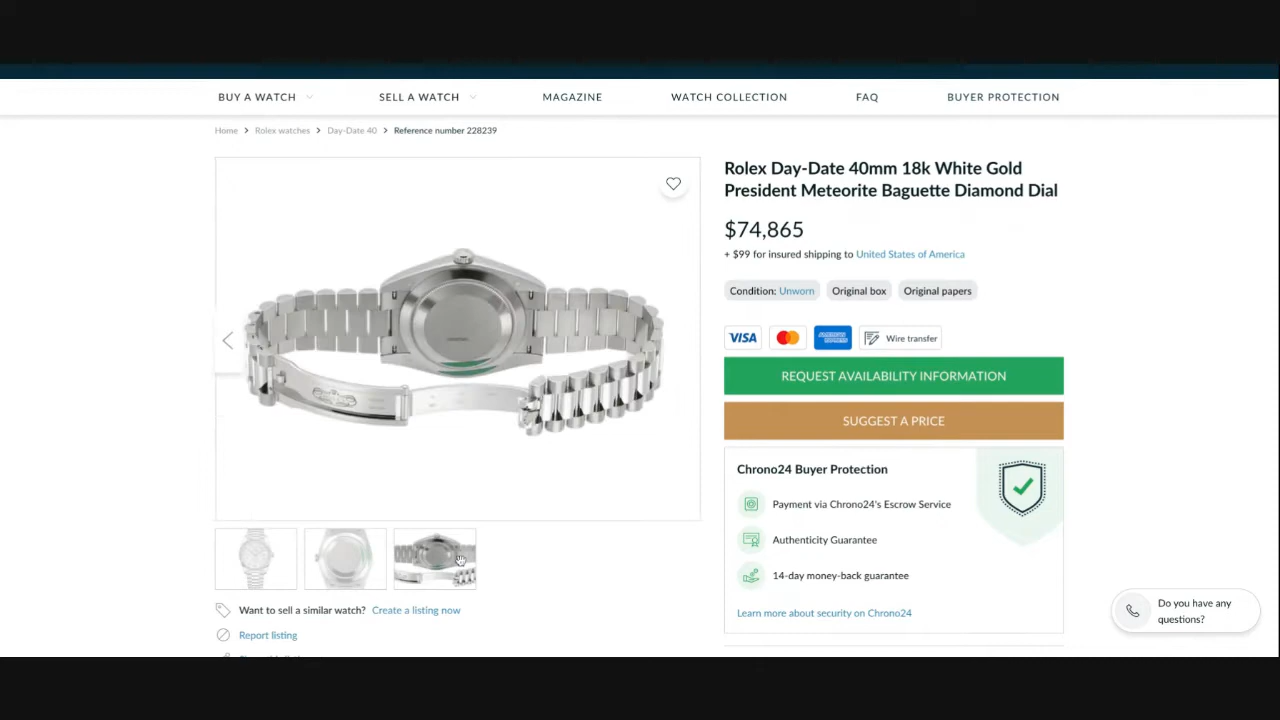 BUY A WATCH
SELL A WATCH
MAGAZINE
WATCH COLLECTION
FAQ
BUYER PROTECTION
Home > Rolex watches > Day-Date 40 > Reference number 228239
Rolex Day-Date 40mm 18k White Gold
President Meteorite Baguette Diamond Dial
$74,865
+ $99 for insured shipping to United States of America
Condition: Unworn
Original box
Original papers
VISA
AMERICAN EXPRESS
Wire transfer
REQUEST AVAILABILITY INFORMATION
SUGGEST A PRICE
Chrono24 Buyer Protection
Payment via Chrono24's Escrow Service
Authenticity Guarantee
14-day money-back guarantee
Learn more about security on Chrono24
Want to sell a similar watch? Create a listing now
Report listing
Do you have any
questions?